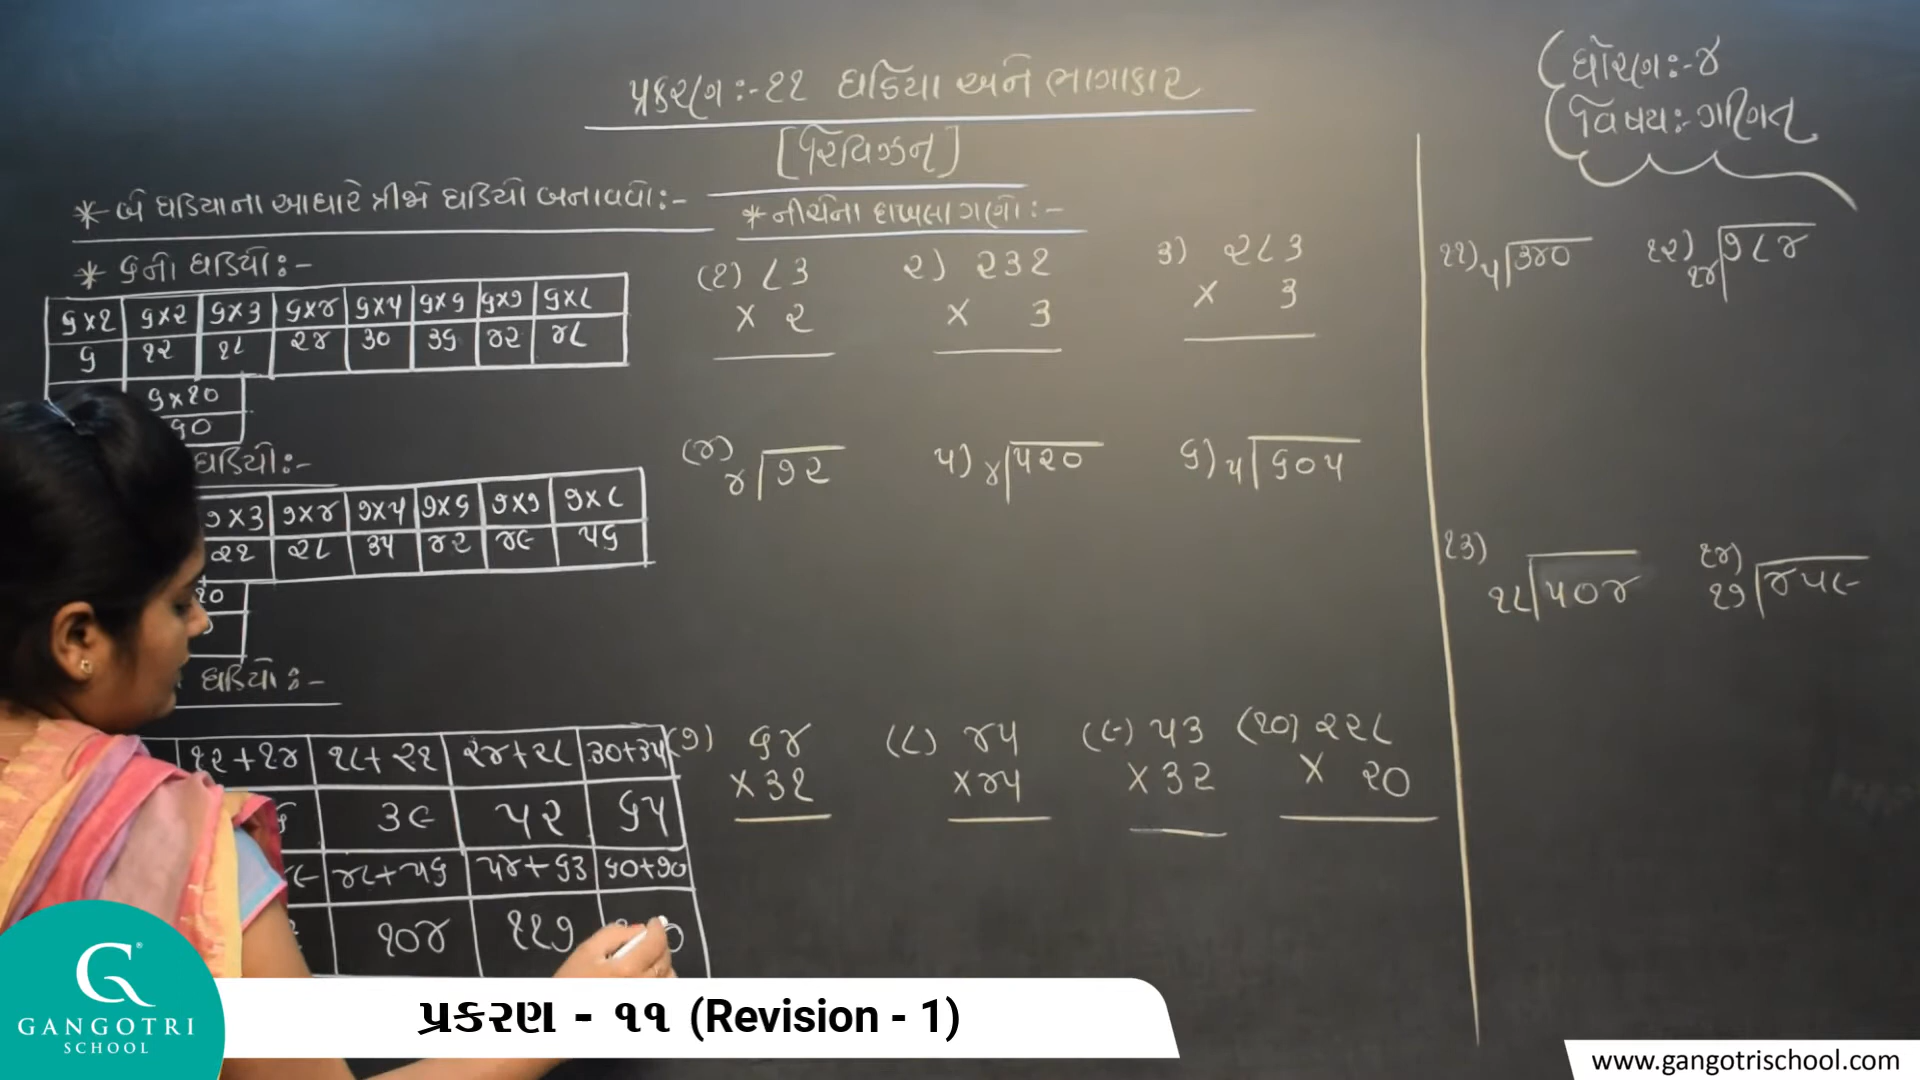 પ્રકરણ :- ૧૧ ઘડિયા અને ભાગાકાર
[રિવિઝન]
ધોરણ :- ૪
વિષય :- ગણિત
* બે ઘડિયાના આધારે ત્રીજો ઘડિયો બનાવવો :-
* ૬નો ઘડિયો :-
૬×૧ ૬×૨ ૬×૩ ૬×૪ ૬×૫ ૬×૬ ૬×૭ ૬×૮
૬ ૧૨ ૧૮ ૨૪ ૩૦ ૩૬ ૪૨ ૪૮
૬×૧૦
૬૦
ઘડિયો :-
૭×૩ ૭×૪ ૭×૫ ૭×૬ ૭×૭ ૭×૮
૨૧ ૨૮ ૩૫ ૪૨ ૪૯ ૫૬
૧૦
ઘડિયો :-
૧૨+૧૪ ૧૮+૨૧ ૨૪+૨૮ ૩૦+૩૫
૬ ૩૯ ૫૨ ૬૫
૯ ૪૮+૫૬ ૫૪+૬૩ ૬૦+૭૦
૧૦૪ ૧૧૭
* નીચેના દાખલા ગણો :-
(૧) ૮૩ ૨) ૨૩૧ ૩) ૨૮૩
× ૨ × ૩ × ૩
(૪) ૪ ૭૨ ૫) ૪ ૫૨૦ ૬) ૫ ૬૦૫
(૭) ૬૪ (૮) ૪૫ (૯) ૫૩ (૧૦) ૨૨૮
×૩૧ ×૪૫ ×૩૨ × ૨૦
૧૧) ૫ ૩૪૦ ૧૨) ૧૪ ૭૮૪
૧૩) ૧૮ ૫૦૪ ૧૪) ૧૭ ૪૫૯
GANGOTRI
SCHOOL
પ્રકરણ - ૧૧ (Revision - 1)
www.gangotrischool.com